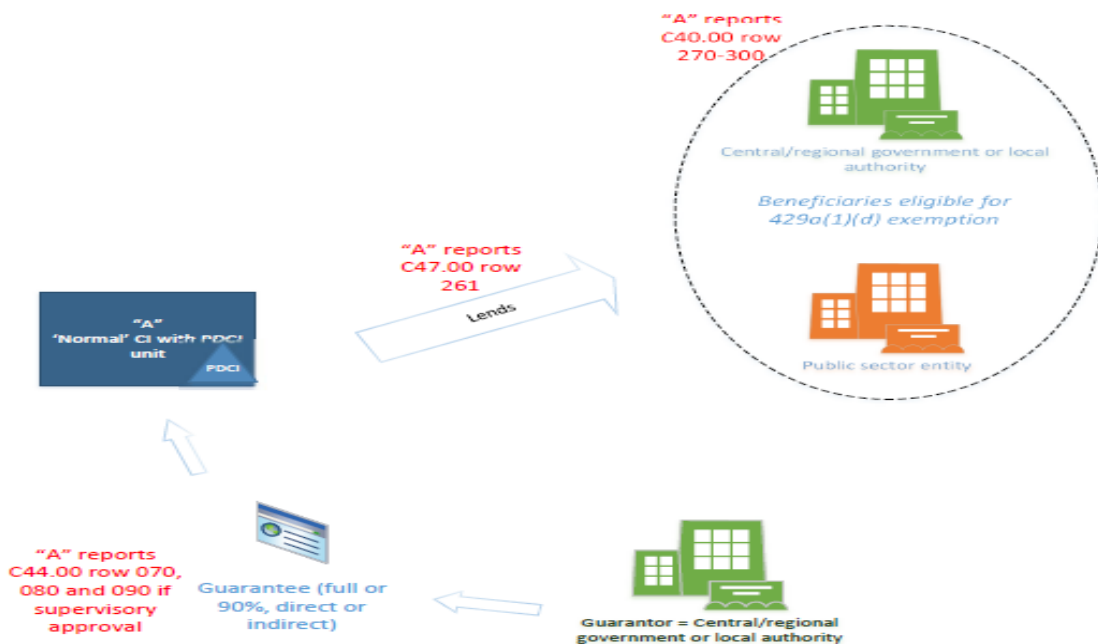 “A” reports
C40.00 row
270-300
Central/regional government or local
authority
Beneficiaries eligible for
429a(1)(d) exemption
“A” reports
C47.00 row
261
Lends
“A”
‘Normal’ CI with PDCI
unit
PDCI
Public sector entity
“A” reports
C44.00 row 070,
080 and 090 if
supervisory
approval
Guarantee (full or
90%, direct or
indirect)
Guarantor = Central/regional
government or local authority